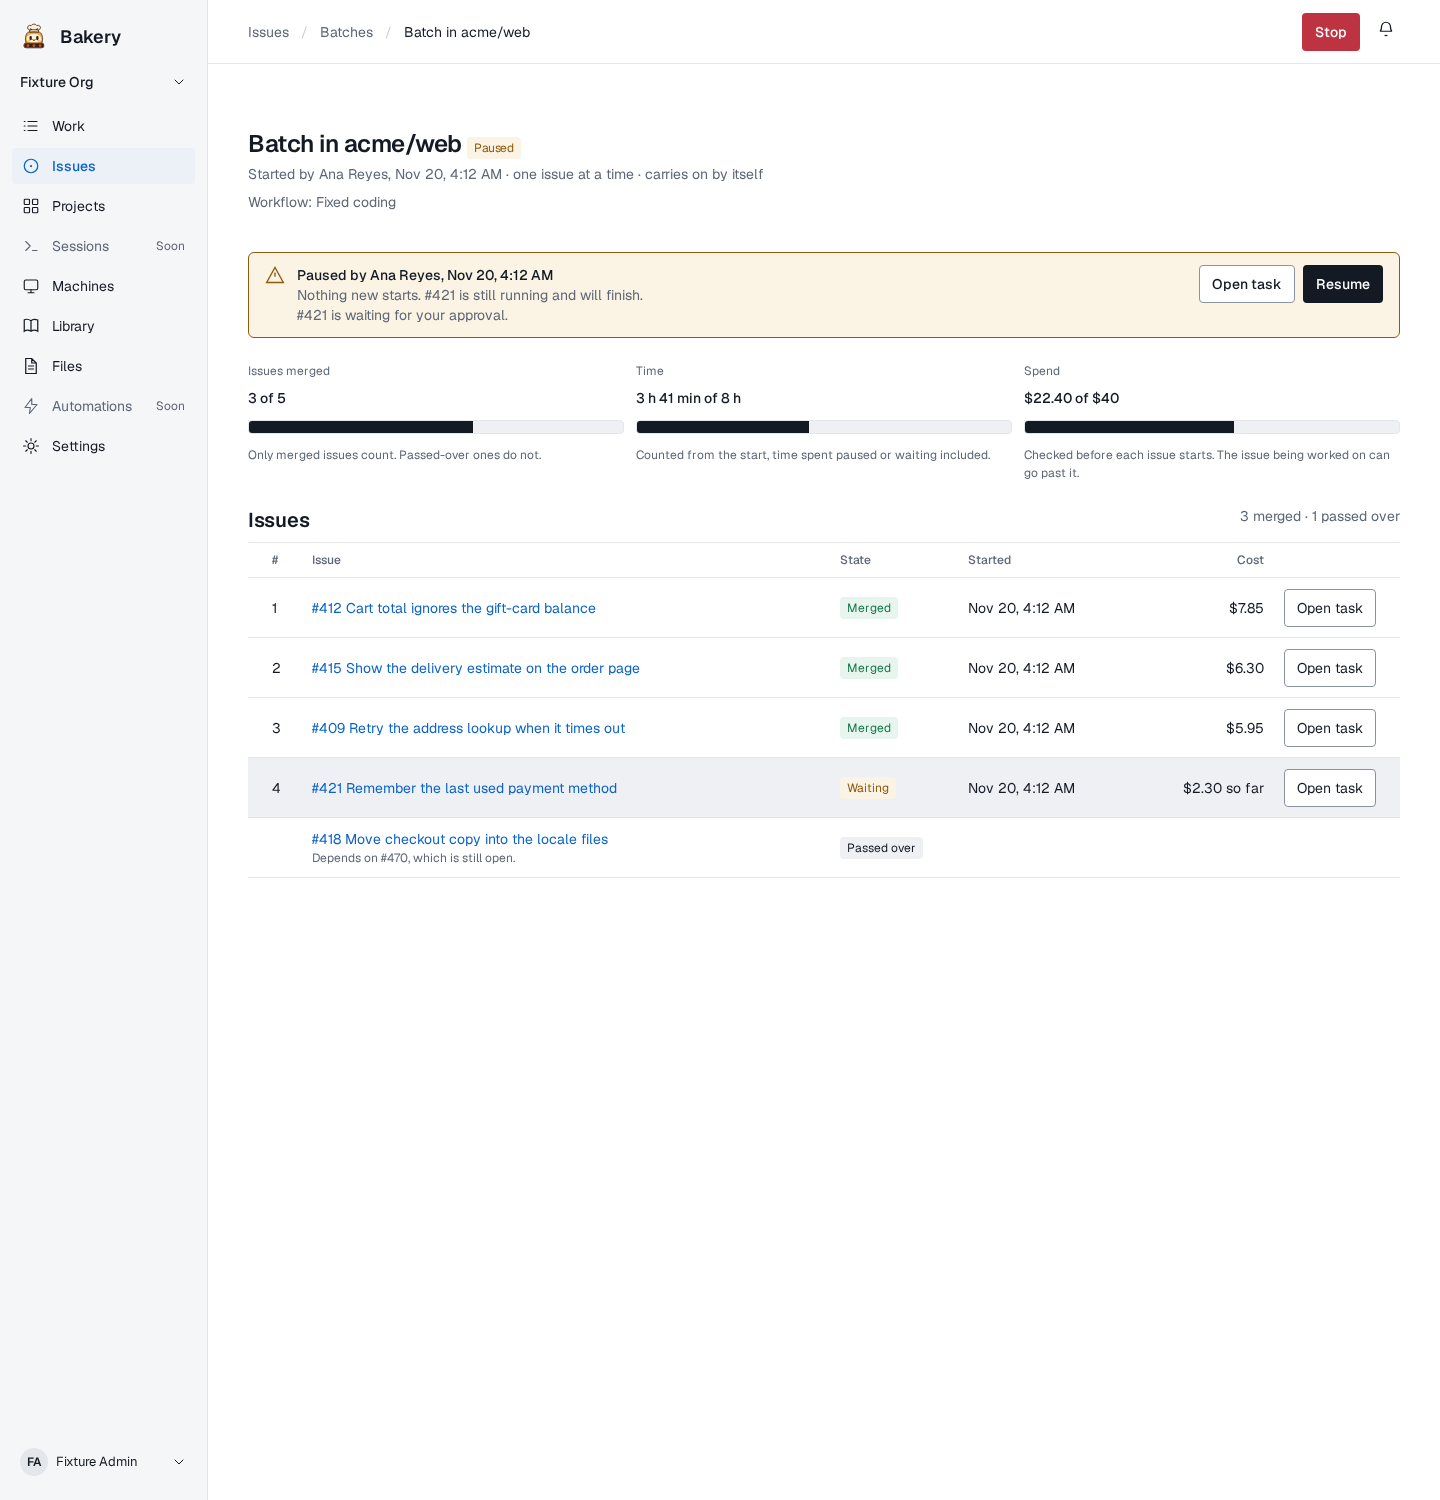 Bakery
Fixture Org
Work
Issues
Projects
Sessions Soon
Machines
Library
Files
Automations Soon
Settings
FA Fixture Admin
Issues / Batches / Batch in acme/web
Stop
Batch in acme/web Paused
Started by Ana Reyes, Nov 20, 4:12 AM · one issue at a time · carries on by itself
Workflow: Fixed coding
Paused by Ana Reyes, Nov 20, 4:12 AM
Nothing new starts. #421 is still running and will finish.
#421 is waiting for your approval.
Open task Resume
Issues merged
3 of 5
Only merged issues count. Passed-over ones do not.
Time
3 h 41 min of 8 h
Counted from the start, time spent paused or waiting included.
Spend
$22.40 of $40
Checked before each issue starts. The issue being worked on can
go past it.
Issues 3 merged · 1 passed over
# Issue State Started Cost
1 #412 Cart total ignores the gift-card balance Merged Nov 20, 4:12 AM $7.85 Open task
2 #415 Show the delivery estimate on the order page Merged Nov 20, 4:12 AM $6.30 Open task
3 #409 Retry the address lookup when it times out Merged Nov 20, 4:12 AM $5.95 Open task
4 #421 Remember the last used payment method Waiting Nov 20, 4:12 AM $2.30 so far Open task
#418 Move checkout copy into the locale files Passed over
Depends on #470, which is still open.